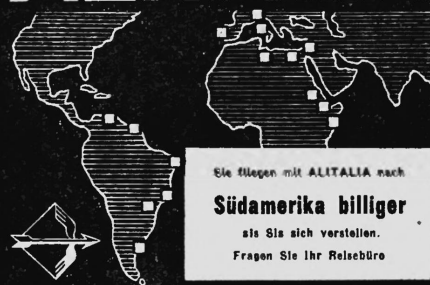 Sie fliegen mit ALITALIA nach
Südamerika billiger
als Sie sich vorstellen.
Fragen Sie Ihr Reisebüro